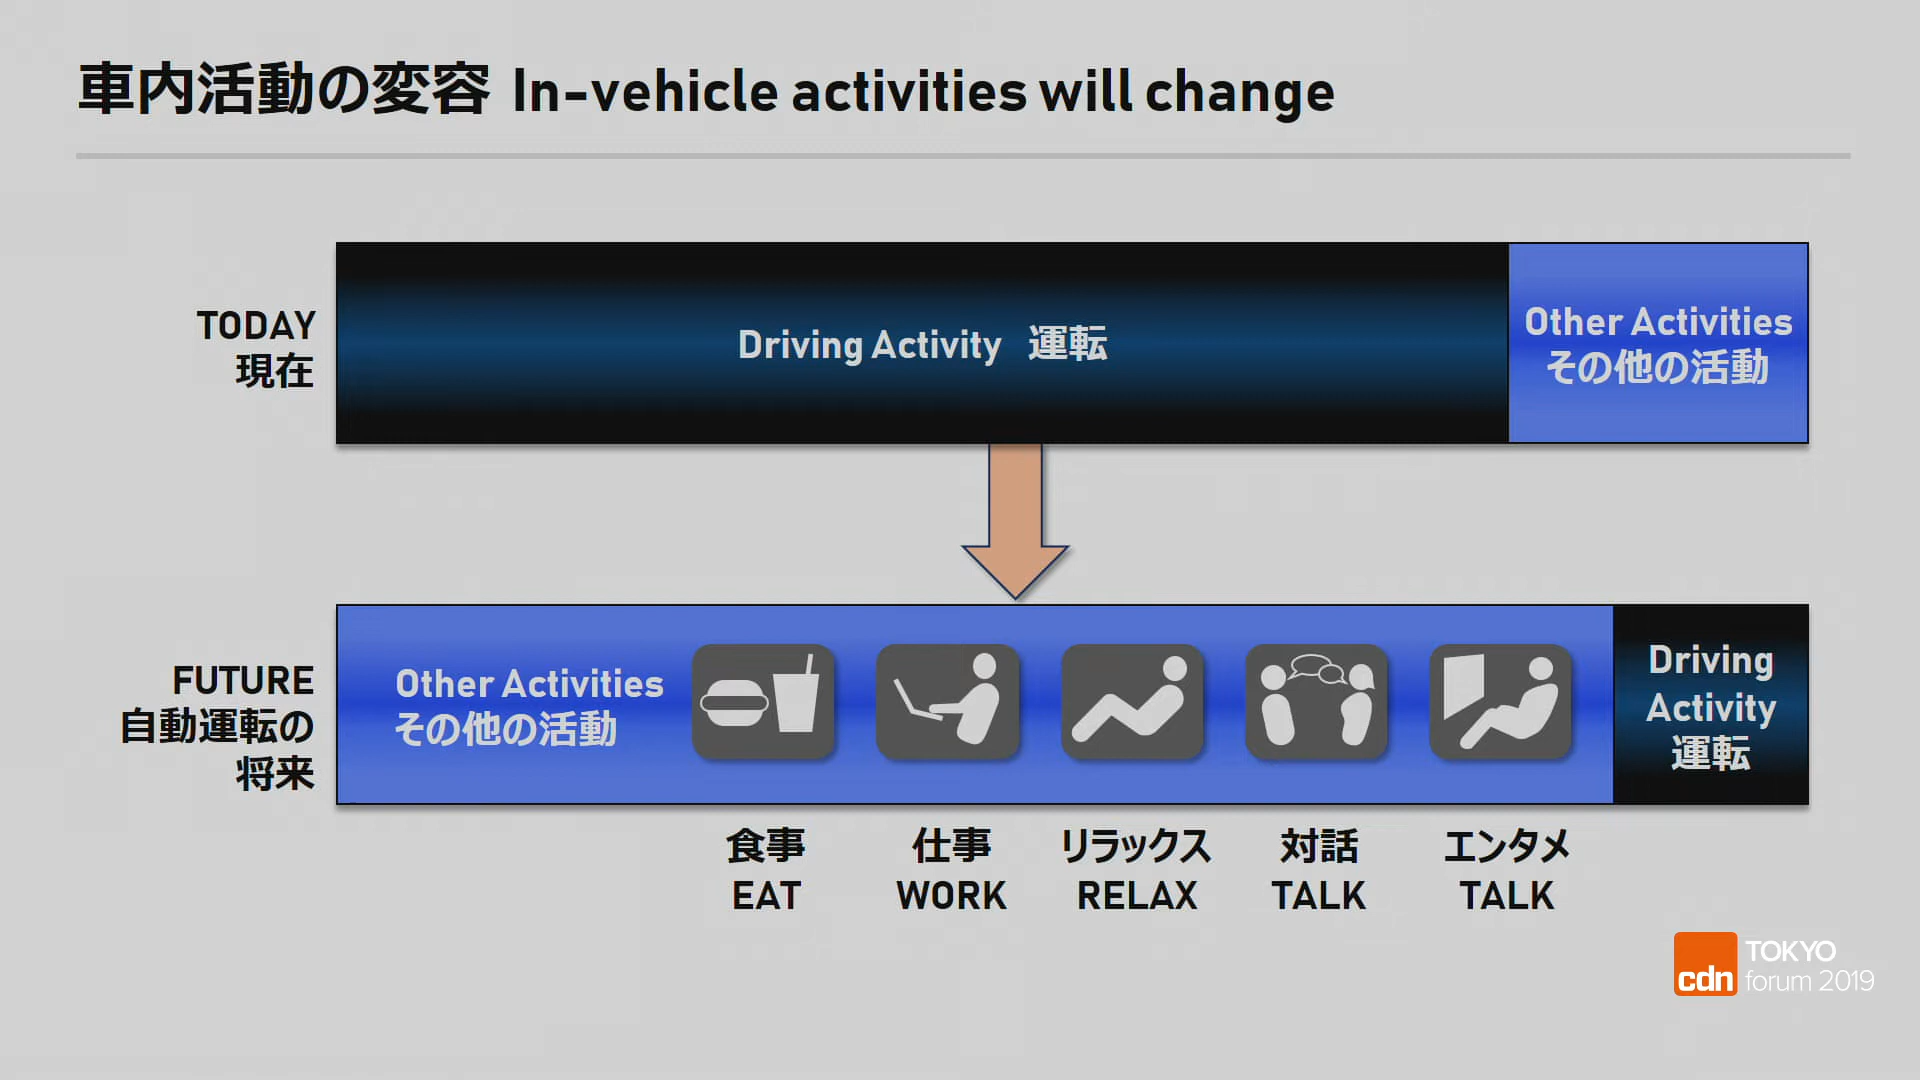 車内活動の変容 In-vehicle activities will change
TODAY
現在
Driving Activity 運転
Other Activities
その他の活動
FUTURE
自動運転の
将来
Other Activities
その他の活動
Driving
Activity
運転
食事
EAT
仕事
WORK
リラックス
RELAX
対話
TALK
エンタメ
TALK
cdn
TOKYO
forum 2019